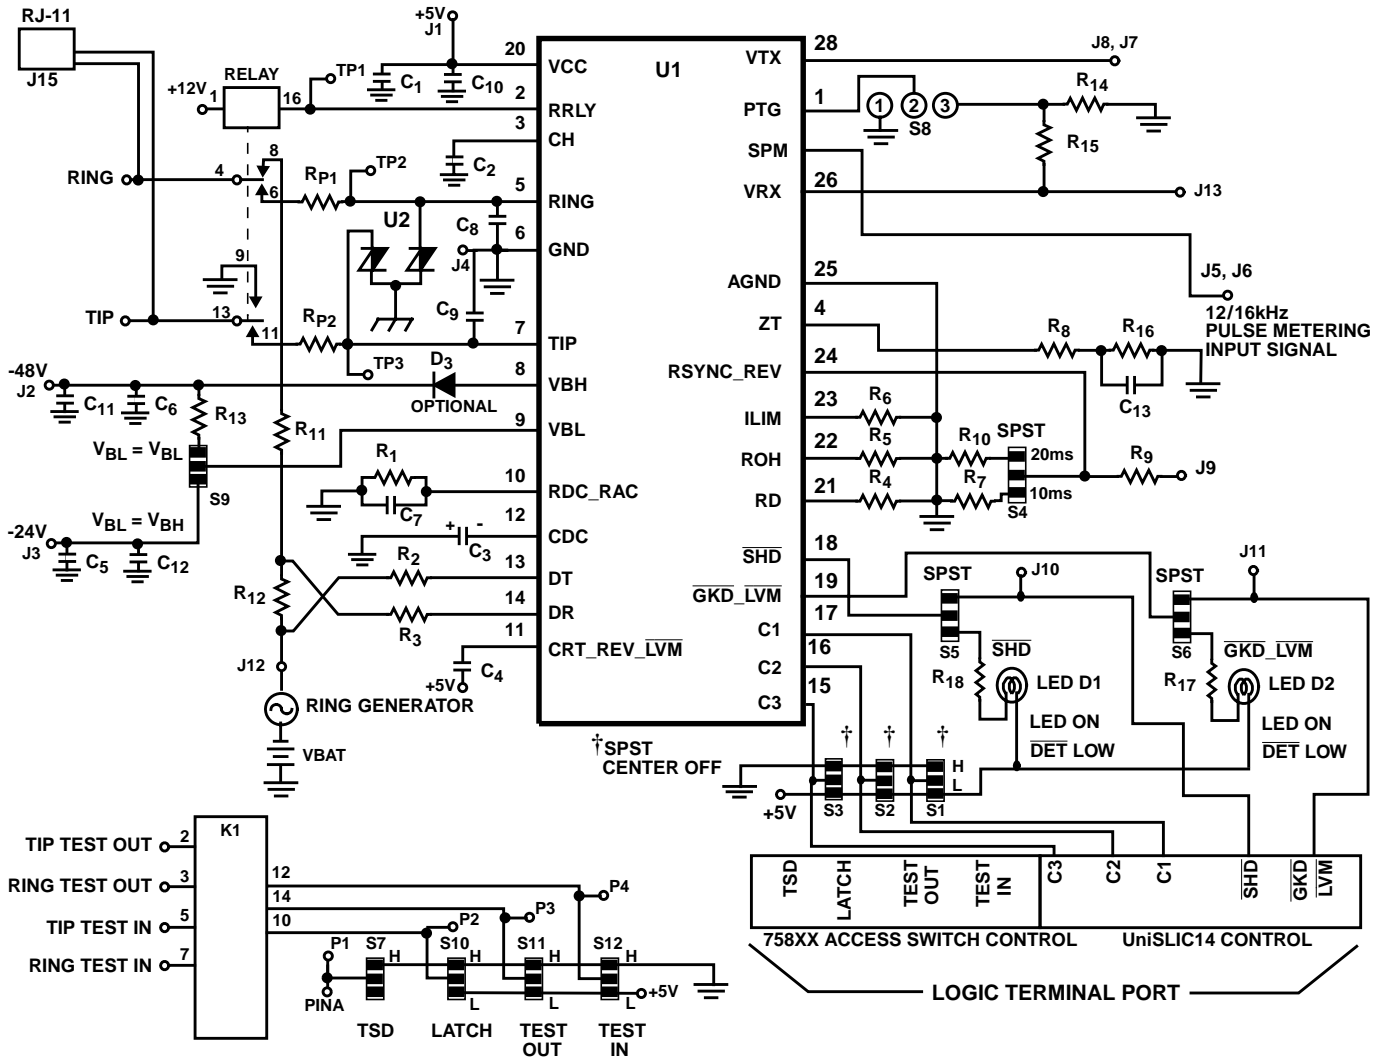 RJ-11
J15
+5V
J1
RELAY
+12V
1
16
TP1
C1
C10
20
VCC
2
RRLY
3
CH
C2
RING
4
8
6
RP1
TP2
5
RING
U2
C8
6
GND
J4
9
C9
TIP
13
11
RP2
7
TIP
TP3
-48V
J2
C11
C6
R13
R11
D3
OPTIONAL
8
VBH
9
VBL
VBL = VBL
S9
VBL = VBH
-24V
J3
C5
C12
R1
C7
10
RDC_RAC
+ -
C3
12
CDC
R12
R2
13
DT
R3
14
DR
11
CRT_REV_LVM
C4
+5V
J12
RING GENERATOR
VBAT
U1
28
VTX
J8, J7
1
PTG
1 2 3
S8
R14
R15
SPM
26
VRX
J13
J5, J6
12/16kHz
PULSE METERING
INPUT SIGNAL
25
AGND
4
ZT
R8
R16
C13
24
RSYNC_REV
23
ILIM
R6
22
ROH
R5
R10
SPST
20ms
10ms
S4
R9
J9
21
RD
R4
R7
18
SHD
19
GKD_LVM
17
C1
16
C2
15
C3
SPST
S5
J10
SHD
R18
LED D1
LED ON
DET LOW
SPST
S6
J11
GKD_LVM
R17
LED D2
LED ON
DET LOW
†SPST
CENTER OFF
† † †
H
L
+5V
S3
S2
S1
TSD
LATCH
TEST
OUT
TEST
IN
C3
C2
C1
SHD
GKD
LVM
758XX ACCESS SWITCH CONTROL
UniSLIC14 CONTROL
LOGIC TERMINAL PORT
K1
TIP TEST OUT
2
RING TEST OUT
3
TIP TEST IN
5
RING TEST IN
7
12
14
10
P4
P3
P2
P1
PINA
S7
H
S10
H
L
S11
H
L
S12
H
L
+5V
TSD
LATCH
TEST
OUT
TEST
IN